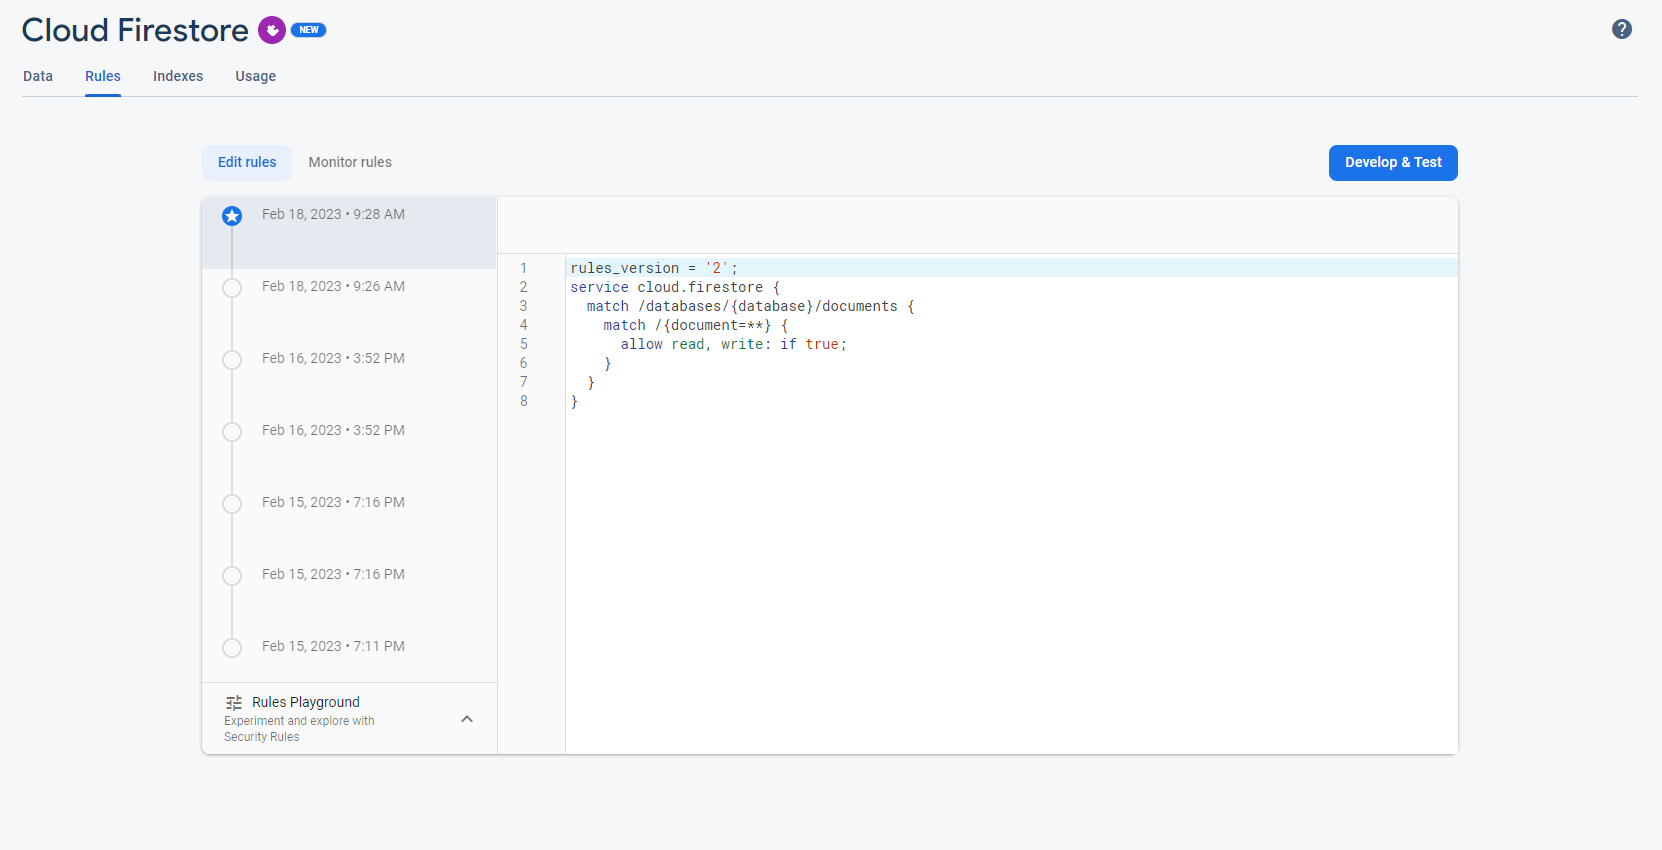 Cloud Firestore NEW
Data Rules Indexes Usage
Edit rules Monitor rules Develop & Test
Feb 18, 2023 • 9:28 AM
Feb 18, 2023 • 9:26 AM
Feb 16, 2023 • 3:52 PM
Feb 16, 2023 • 3:52 PM
Feb 15, 2023 • 7:16 PM
Feb 15, 2023 • 7:16 PM
Feb 15, 2023 • 7:11 PM
Rules Playground
Experiment and explore with
Security Rules
1 rules_version = '2';
2 service cloud.firestore {
3   match /databases/{database}/documents {
4     match /{document=**} {
5       allow read, write: if true;
6     }
7   }
8 }